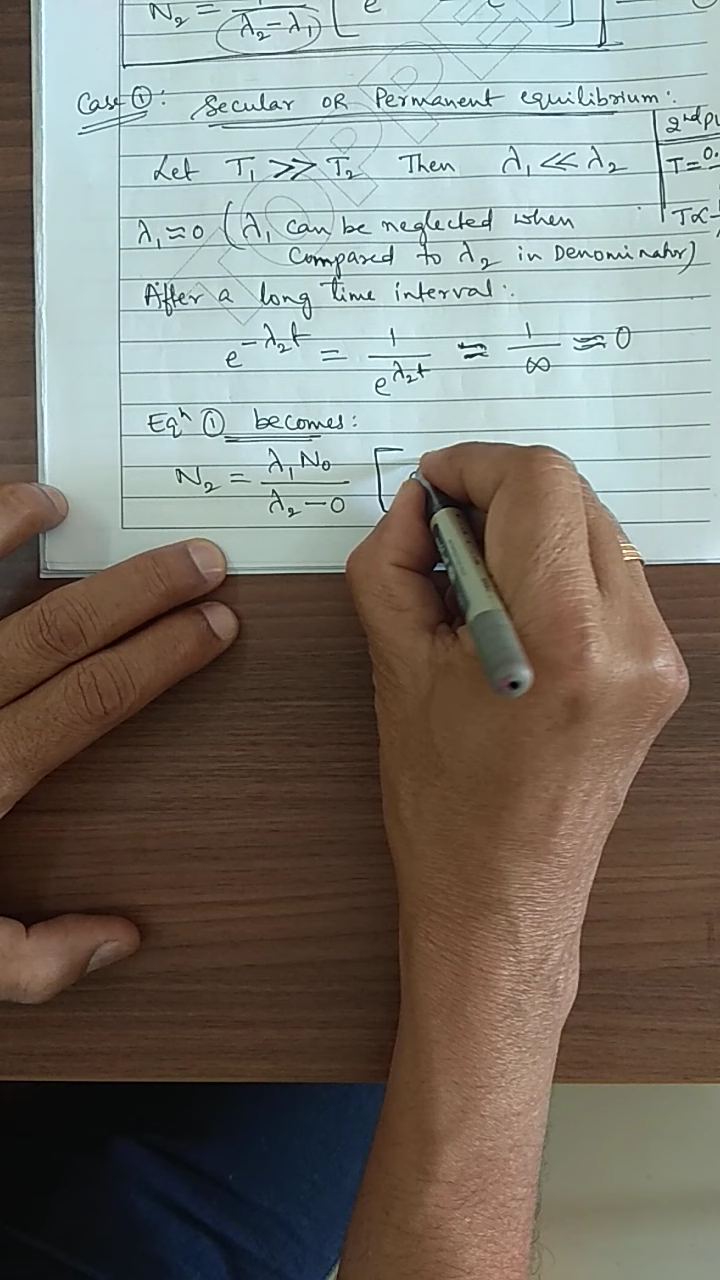 N₂ = λ₂ - λ₁ [ e
Case ①: Secular OR Permanent equilibrium:
2nd
Let T₁ >> T₂ Then λ₁ << λ₂
T = 0.
λ₁ ≈ 0 (λ₁ can be neglected when
T ∝
Compared to λ₂ in Denominator)
After a long time interval:
e^(-λ₂t) = 1/e^(λ₂t) = 1/∞ ≈ 0
Eqⁿ ① becomes:
N₂ = λ₁N₀/(λ₂ - 0) [